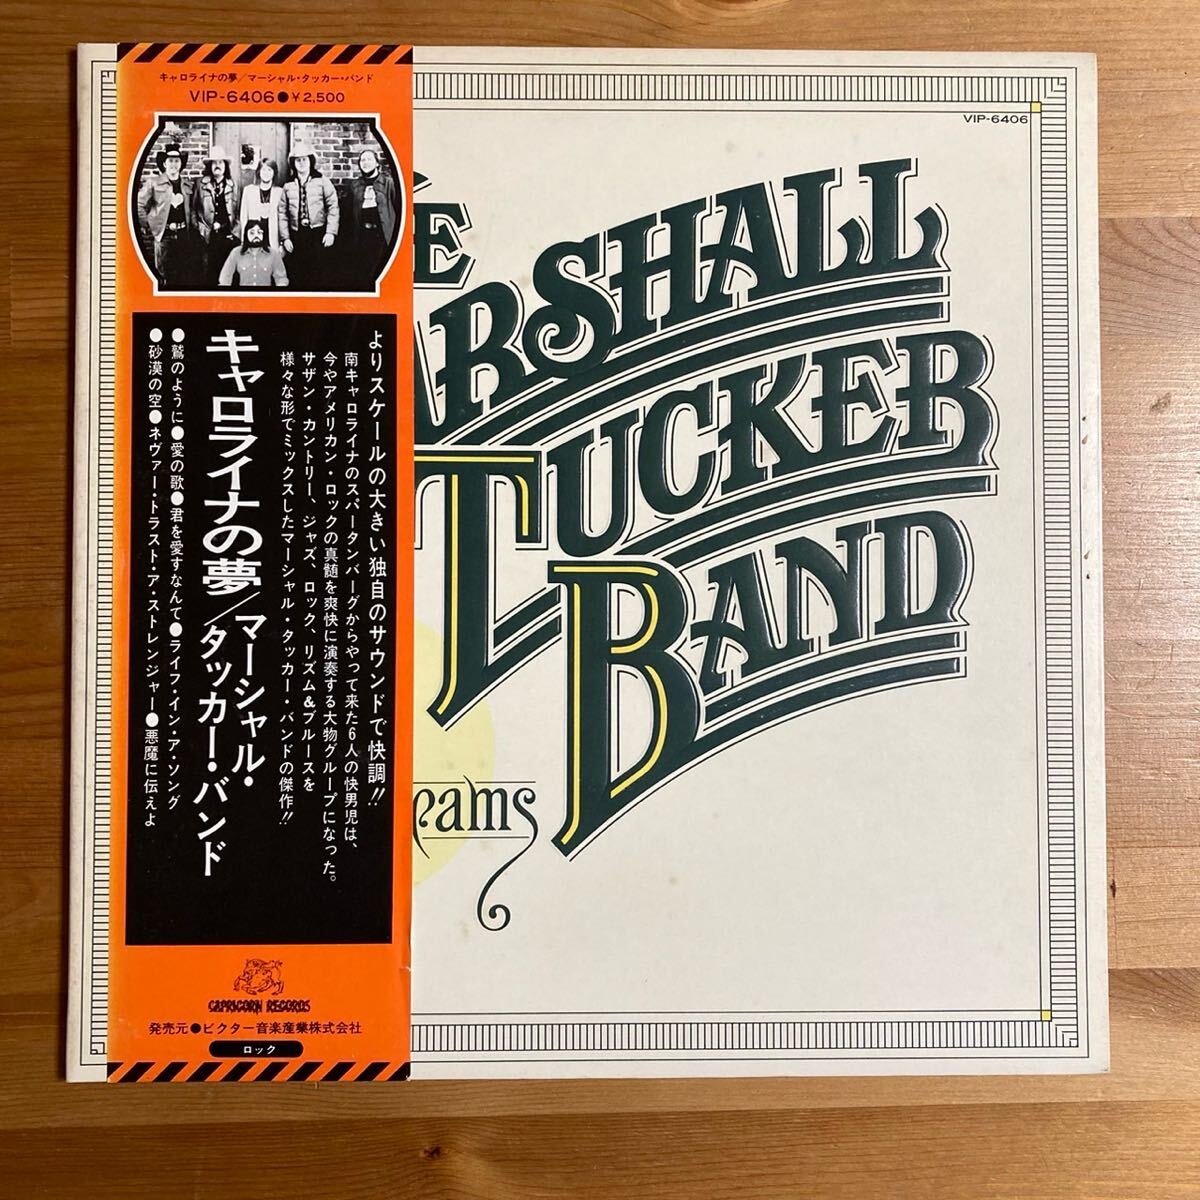 キャロライナの夢／マーシャル・タッカー・バンド
VIP-6406●￥2,500
よりスケールの大きい独自のサウンドで快調!!
南キャロライナのスパータンバーグからやって来た6人の快男児は、
今やアメリカン・ロックの真髄を爽快に演奏する大物グループになった。
サザン・カントリー、ジャズ、ロック、リズム&ブルースを
様々な形でミックスしたマーシャル・タッカー・バンドの傑作!!
キャロライナの夢／マーシャル・
タッカー・バンド
●鷲のように●愛の歌●君を愛すなんて●ライフ・イン・ア・ソング
●砂漠の空●ネヴァー・トラスト・ア・ストレンジャー●悪魔に伝えよ
CAPRICORN RECORDS
発売元●ビクター音楽産業株式会社
ロック
VIP-6406
E
ARSHALL
TUCKER
BAND
eams